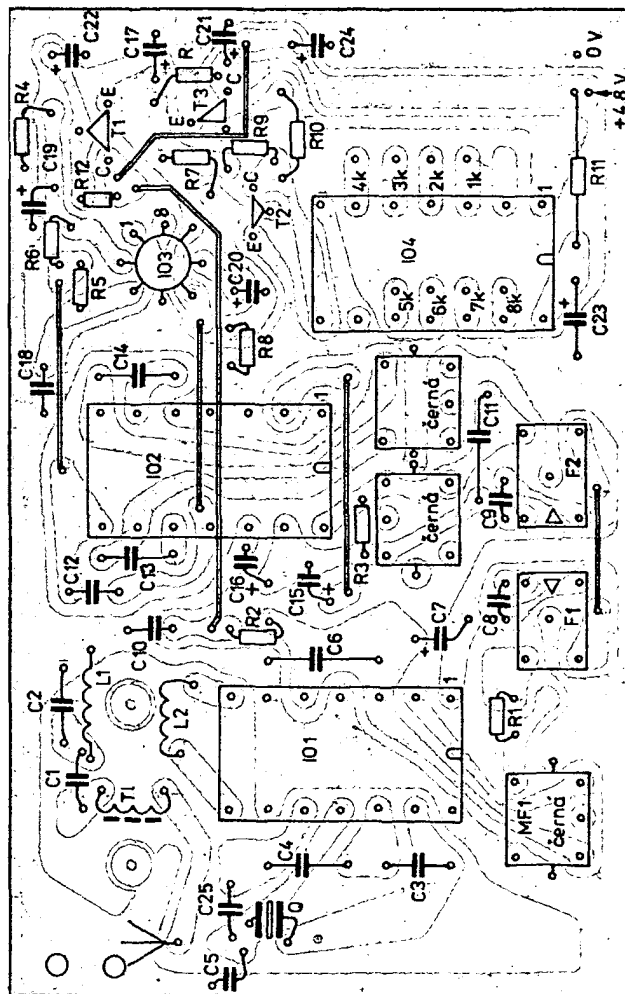 C22
C17
C21
C24
R4
R
E
T1
T3
C
E
C
0 V
+4.8V
C19
R12
R7
R9
R10
R11
R6
R5
1
8
IO3
C
T2
E
4k
3k
2k
1k
1
IO4
5k
6k
7k
8k
C20
R8
C23
C18
C14
IO2
1
černá
C11
F2
C9
C12
C13
C16
C15
R3
černá
C10
R2
C6
C7
C8
F1
C2
L1
L2
C1
Tl
IO1
1
R1
MF1
černá
C4
C3
C25
Q
C5